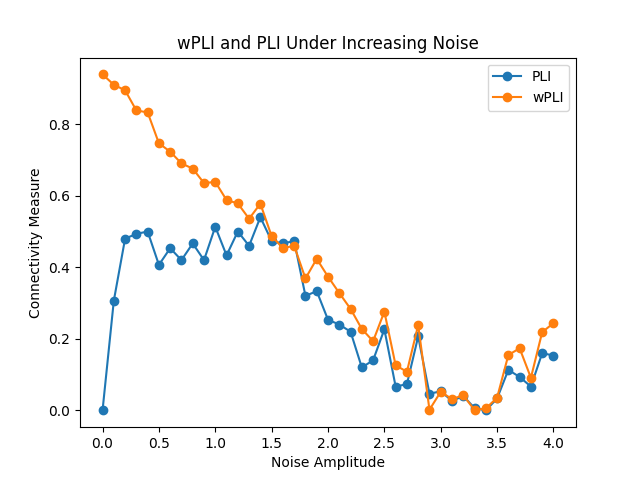 wPLI and PLI Under Increasing Noise
PLI
wPLI
Connectivity Measure
0.8
0.6
0.4
0.2
0.0
0.0 0.5 1.0 1.5 2.0 2.5 3.0 3.5 4.0
Noise Amplitude